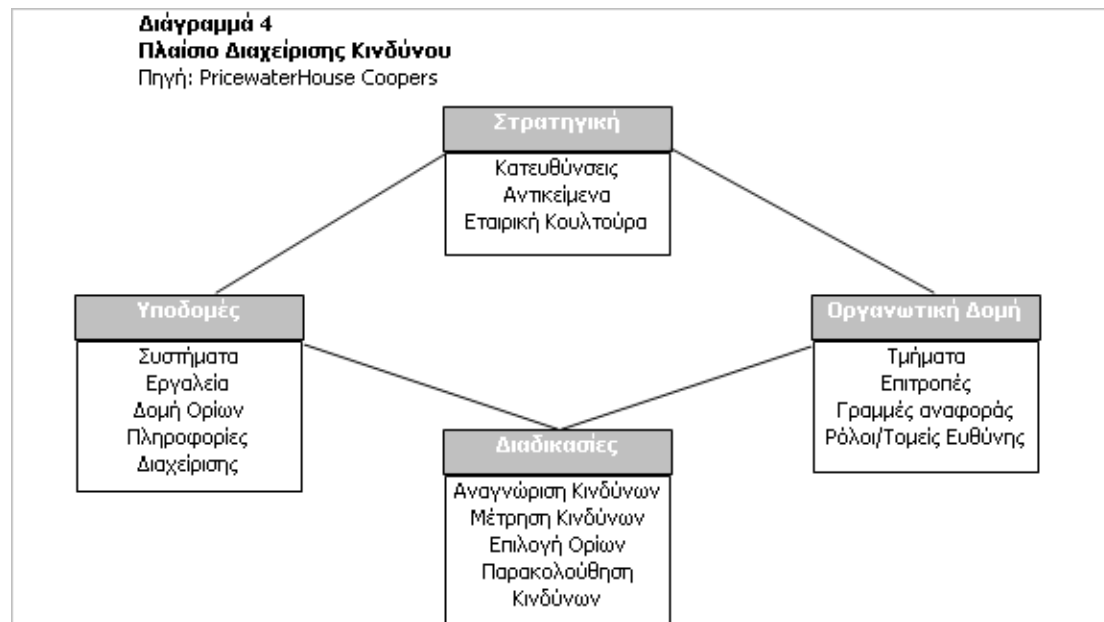 Διάγραμμά 4
Πλαίσιο Διαχείρισης Κινδύνου
Πηγή: PricewaterHouse Coopers
Στρατηγική
Κατευθύνσεις
Αντικείμενα
Εταιρική Κουλτούρα
Υποδομές
Συστήματα
Εργαλεία
Δομή Ορίων
Πληροφορίες
Διαχείρισης
Οργανωτική Δομή
Τμήματα
Επιτροπές
Γραμμές αναφοράς
Ρόλοι/Τομείς Ευθύνης
Διαδικασίες
Αναγνώριση Κινδύνων
Μέτρηση Κινδύνων
Επιλογή Ορίων
Παρακολούθηση
Κινδύνων